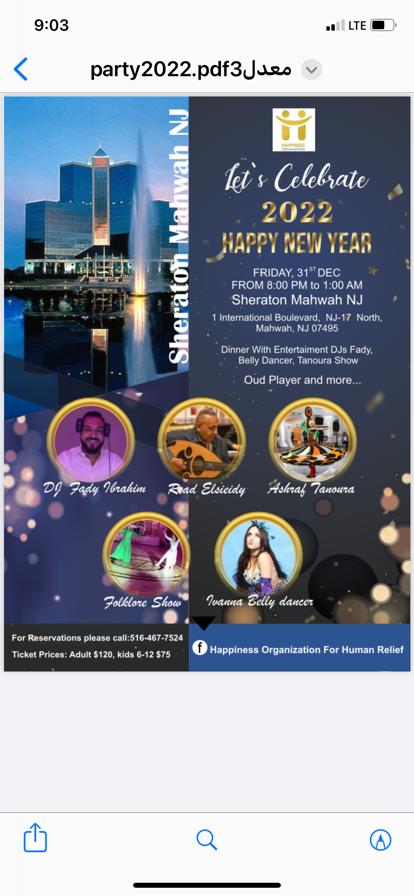 9:03
LTE
party2022.pdf3معدل
Sheraton Mahwah NJ
HAPPINESS
ORGANIZATION
Let`s Celebrate
2022
HAPPY NEW YEAR
FRIDAY, 31ST DEC
FROM 8:00 PM to 1:00 AM
Sheraton Mahwah NJ
1 International Boulevard, NJ-17 North,
Mahwah, NJ 07495
Dinner With Entertaiment DJs Fady,
Belly Dancer, Tanoura Show
Oud Player and more...
DJ Fady Ibrahim
Raad Elsieidy
Ashraf Tanoura
Folklore Show
Ivanna Belly dancer
For Reservations please call:516-467-7524
Ticket Prices: Adult $120, kids 6-12 $75
f Happiness Organization For Human Relief